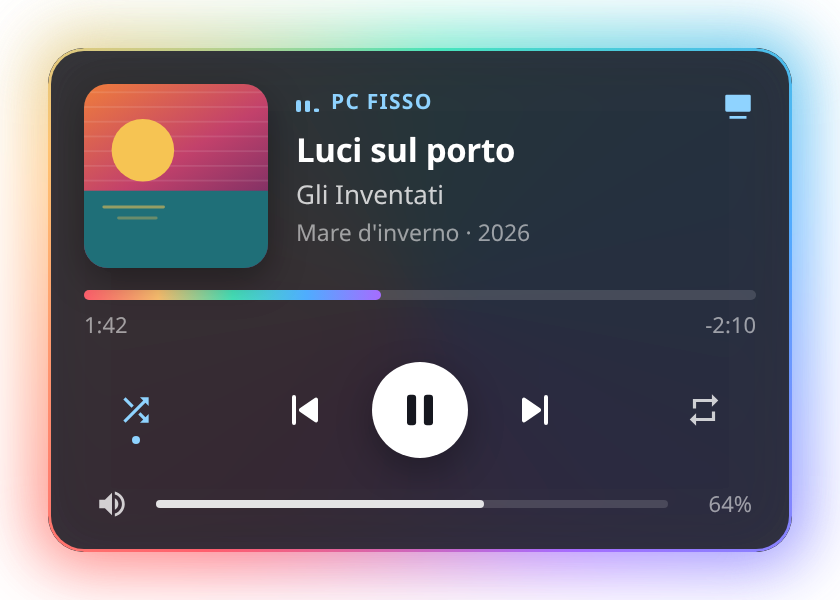 PC FISSO
Luci sul porto
Gli Inventati
Mare d'inverno · 2026
1:42
-2:10
64%